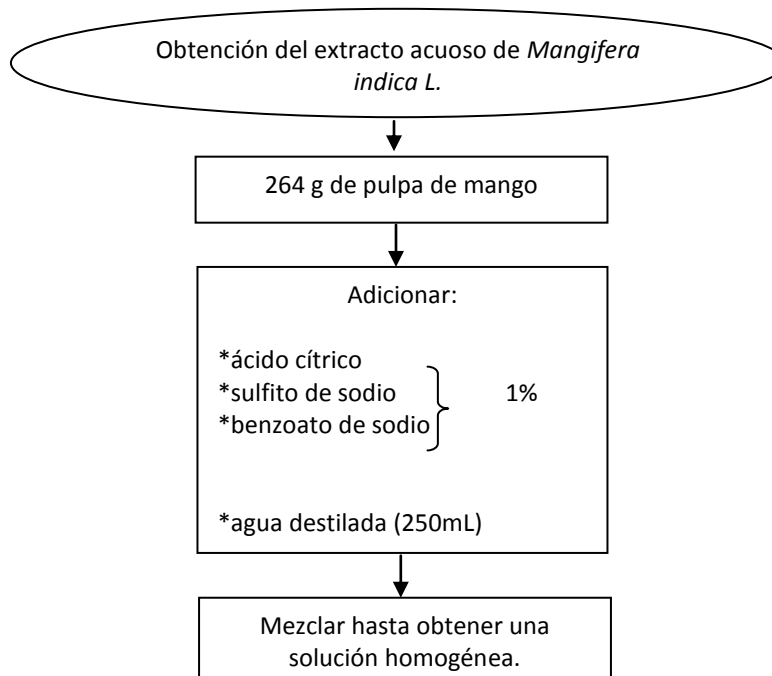 Obtención del extracto acuoso de Mangifera
indica L.
264 g de pulpa de mango
Adicionar:
*ácido cítrico
*sulfito de sodio
1%
*benzoato de sodio
*agua destilada (250mL)
Mezclar hasta obtener una
solución homogénea.